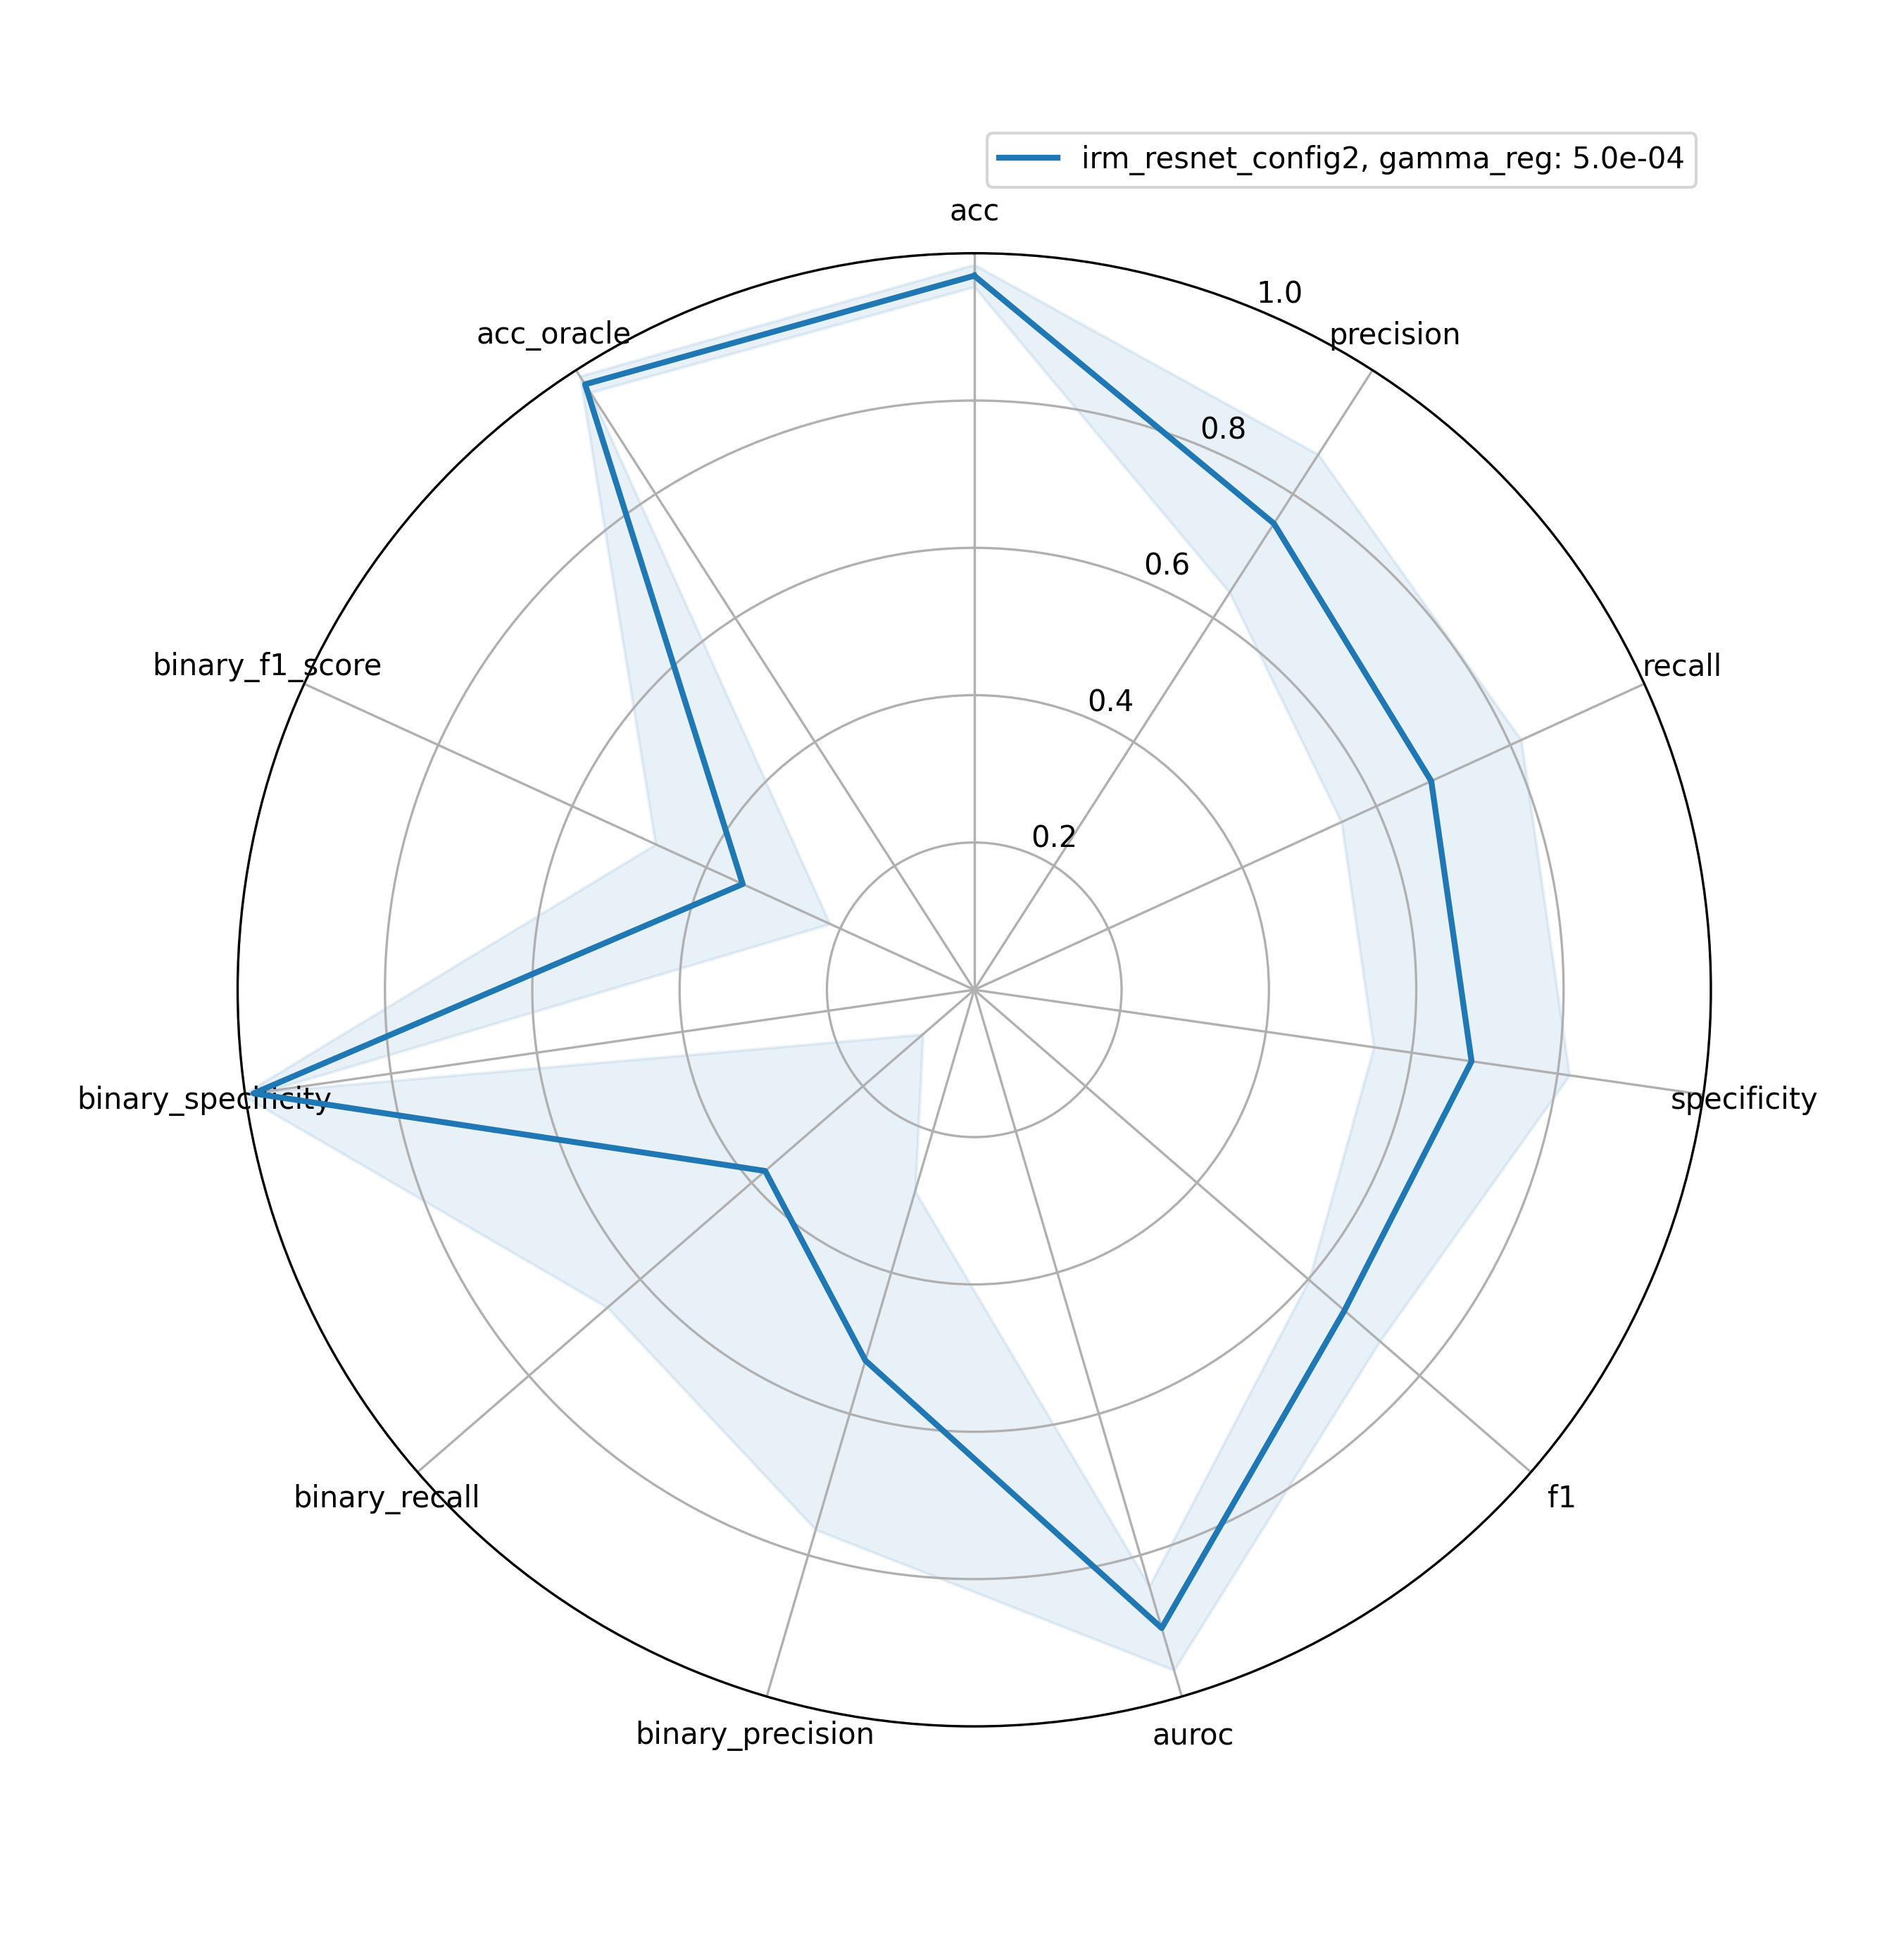 irm_resnet_config2, gamma_reg: 5.0e-04
acc
1.0
acc_oracle
precision
0.8
0.6
binary_f1_score
recall
0.4
0.2
binary_specificity
specificity
binary_recall
f1
binary_precision
auroc